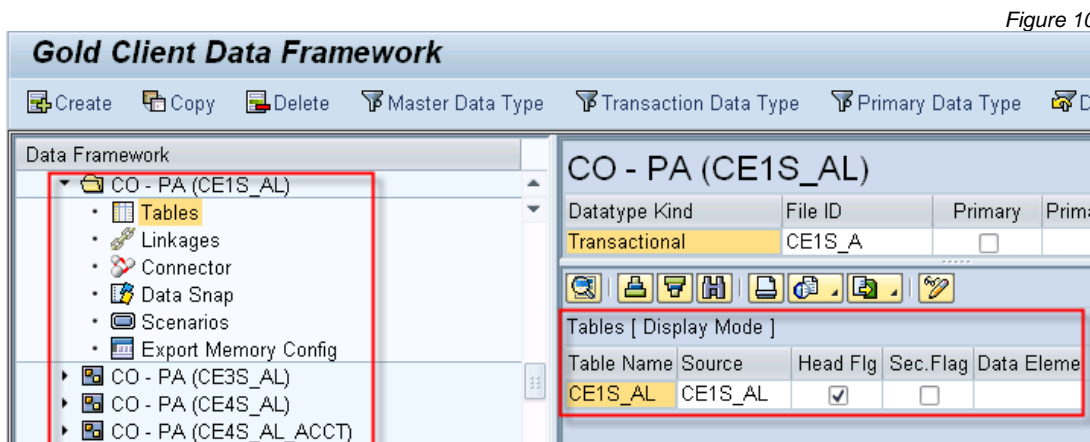 Figure 10
Gold Client Data Framework
Create Copy Delete Master Data Type Transaction Data Type Primary Data Type D
Data Framework
CO - PA (CE1S_AL)
Tables
Linkages
Connector
Data Snap
Scenarios
Export Memory Config
CO - PA (CE3S_AL)
CO - PA (CE4S_AL)
CO - PA (CE4S_AL_ACCT)
CO - PA (CE1S_AL)
Datatype Kind File ID Primary Prima
Transactional CE1S_A
Tables [ Display Mode ]
Table Name Source Head Flg Sec.Flag Data Eleme
CE1S_AL CE1S_AL